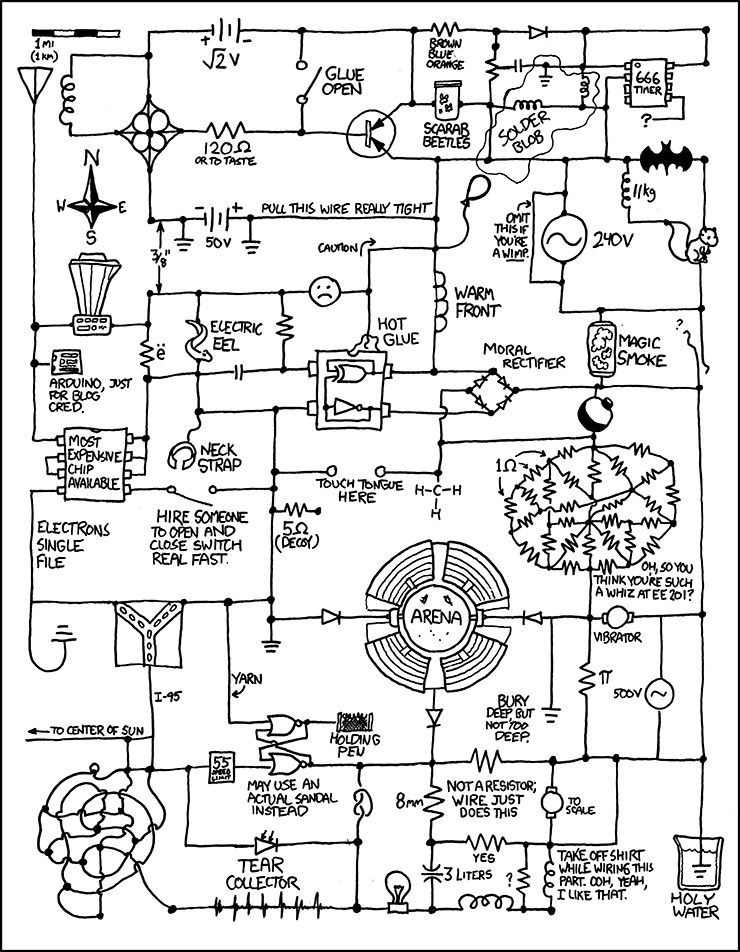 1 MI
(1 KM)
+ -
√2 V
GLUE
OPEN
BROWN
BLUE
ORANGE
666
TIMER
?
SCARAB
BEETLES
SOLDER
BLOB
120Ω
OR TO TASTE
N
W E
S
- +
50V
PULL THIS WIRE REALLY TIGHT
CAUTION
OMIT
THIS IF
YOU'RE
A WIMP.
240V
11kg
3/8"
ELECTRIC
EEL
ë
HOT
GLUE
WARM
FRONT
MORAL
RECTIFIER
MAGIC
SMOKE
?
ARDUINO, JUST
FOR BLOG
CRED.
MOST
EXPENSIVE
CHIP
AVAILABLE
NECK
STRAP
TOUCH TONGUE
HERE
H-C-H
H
1Ω
ELECTRONS
SINGLE
FILE
HIRE SOMEONE
TO OPEN AND
CLOSE SWITCH
REAL FAST.
5Ω
(DECOY)
OH, SO YOU
THINK YOU'RE SUCH
A WHIZ AT EE 201?
ARENA
VIBRATOR
I-95
YARN
BURY
DEEP, BUT
NOT TOO
DEEP.
π
500V
TO CENTER OF SUN
HOLDING
PEN
55
SPEED
LIMIT
MAY USE AN
ACTUAL SANDAL
INSTEAD
8mm
NOT A RESISTOR;
WIRE JUST
DOES THIS
TO
SCALE
TEAR
COLLECTOR
YES
3 LITERS
?
TAKE OFF SHIRT
WHILE WIRING THIS
PART. OOH, YEAH,
I LIKE THAT.
HOLY
WATER